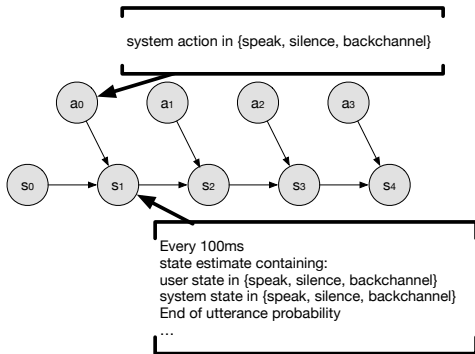 system action in {speak, silence, backchannel}
a0 a1 a2 a3
s0 s1 s2 s3 s4
Every 100ms
state estimate containing:
user state in {speak, silence, backchannel}
system state in {speak, silence, backchannel}
End of utterance probability
...